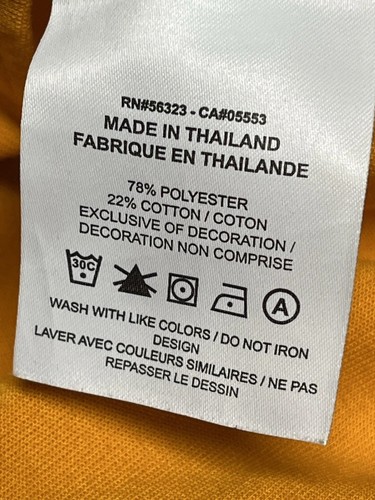 RN#56323 - CA#05553
MADE IN THAILAND
FABRIQUE EN THAILANDE
78% POLYESTER
22% COTTON / COTON
EXCLUSIVE OF DECORATION /
DECORATION NON COMPRISE
30C A
WASH WITH LIKE COLORS / DO NOT IRON
DESIGN
LAVER AVEC COULEURS SIMILAIRES / NE PAS
REPASSER LE DESSIN